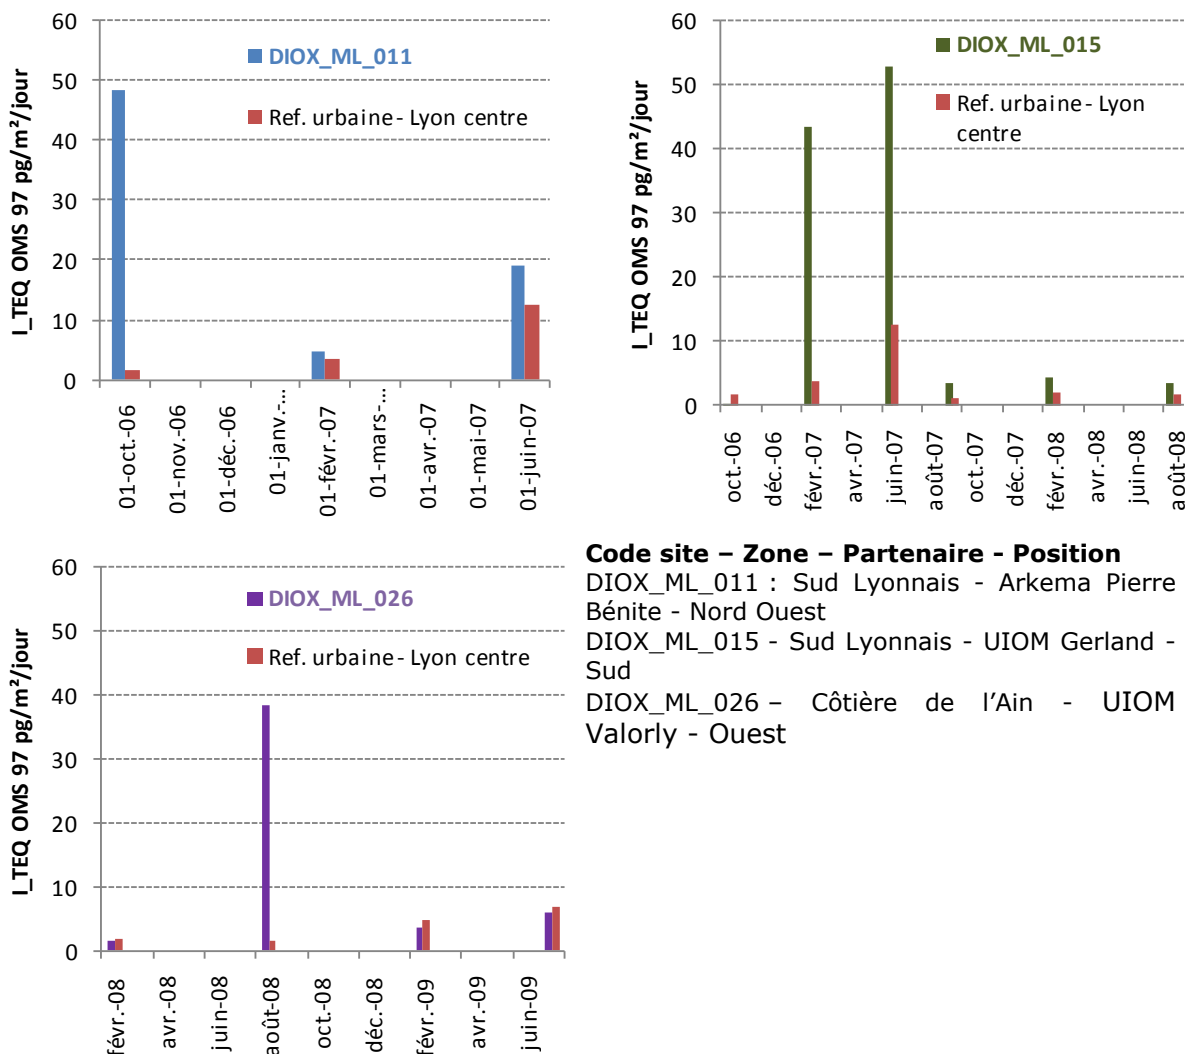 I_TEQ OMS 97 pg/m²/jour
60
50
40
30
20
10
0
DIOX_ML_011
Ref. urbaine - Lyon centre
01-oct.-06
01-nov.-06
01-déc.-06
01-janv.-...
01-févr.-07
01-mars-...
01-avr.-07
01-mai-07
01-juin-07
I_TEQ OMS 97 pg/m²/jour
60
50
40
30
20
10
0
DIOX_ML_015
Ref. urbaine - Lyon
centre
oct.-06
déc.-06
févr.-07
avr.-07
juin-07
août-07
oct.-07
déc.-07
févr.-08
avr.-08
juin-08
août-08
I_TEQ OMS 97 pg/m²/jour
60
50
40
30
20
10
0
DIOX_ML_026
Ref. urbaine - Lyon centre
févr.-08
avr.-08
juin-08
août-08
oct.-08
déc.-08
févr.-09
avr.-09
juin-09
Code site – Zone – Partenaire - Position
DIOX_ML_011 : Sud Lyonnais - Arkema Pierre
Bénite - Nord Ouest
DIOX_ML_015 - Sud Lyonnais - UIOM Gerland -
Sud
DIOX_ML_026 – Côtière de l'Ain - UIOM
Valorly - Ouest